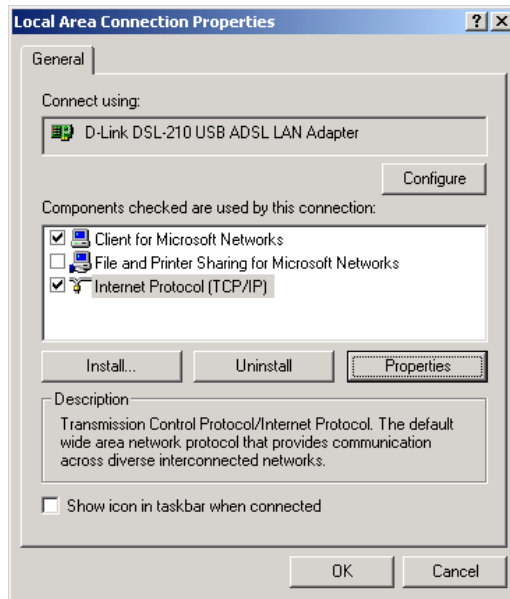 Local Area Connection Properties
General
Connect using:
D-Link DSL-210 USB ADSL LAN Adapter
Configure
Components checked are used by this connection:
Client for Microsoft Networks
File and Printer Sharing for Microsoft Networks
Internet Protocol (TCP/IP)
Install... Uninstall Properties
Description
Transmission Control Protocol/Internet Protocol. The default
wide area network protocol that provides communication
across diverse interconnected networks.
Show icon in taskbar when connected
OK Cancel